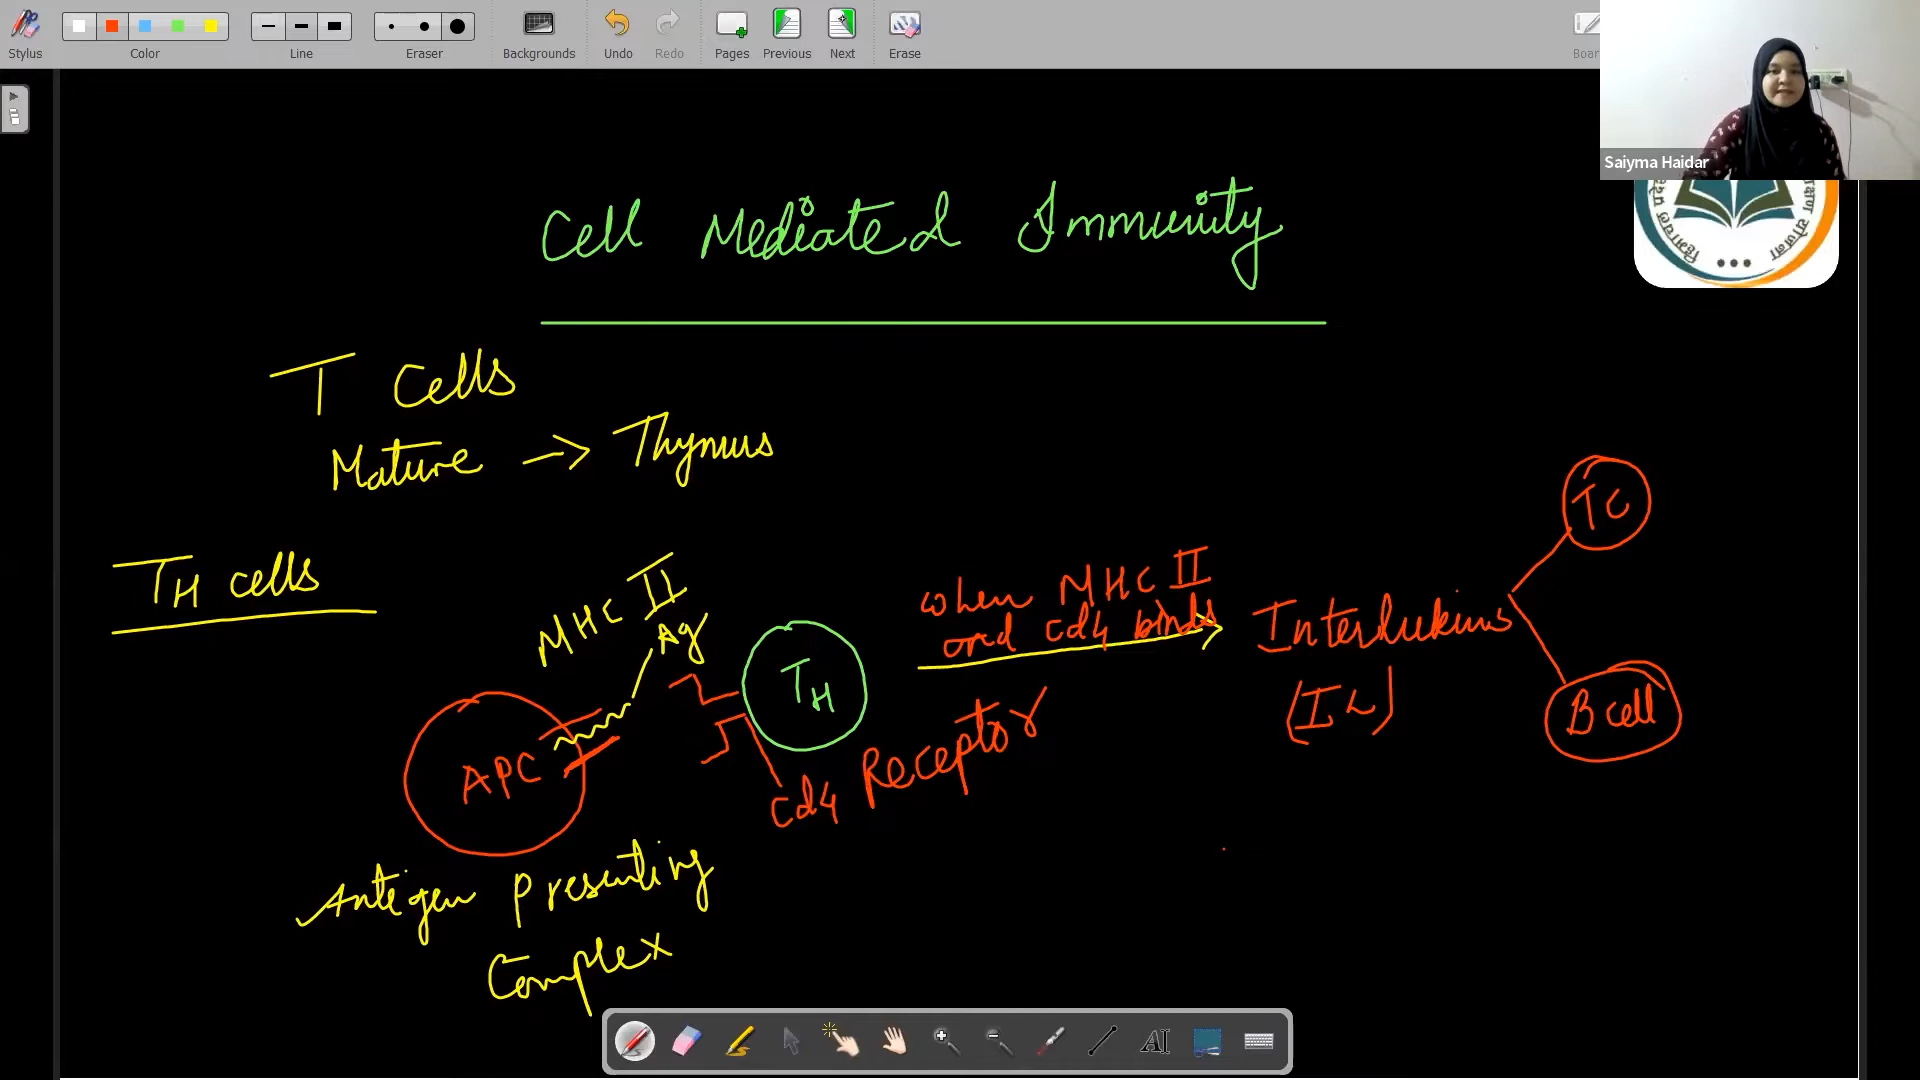 Stylus
Color
Line
Eraser
Backgrounds
Undo
Redo
Pages
Previous
Next
Erase
Saiyma Haidar
Cell Mediated Immunity
T Cells
Mature → Thymus
TH cells
MHC II
Ag
APC
TH
Cd4 Receptor
Antigen Presenting
Complex
when MHC II
and Cd4 binds
Interlukins
(IL)
TC
B cell